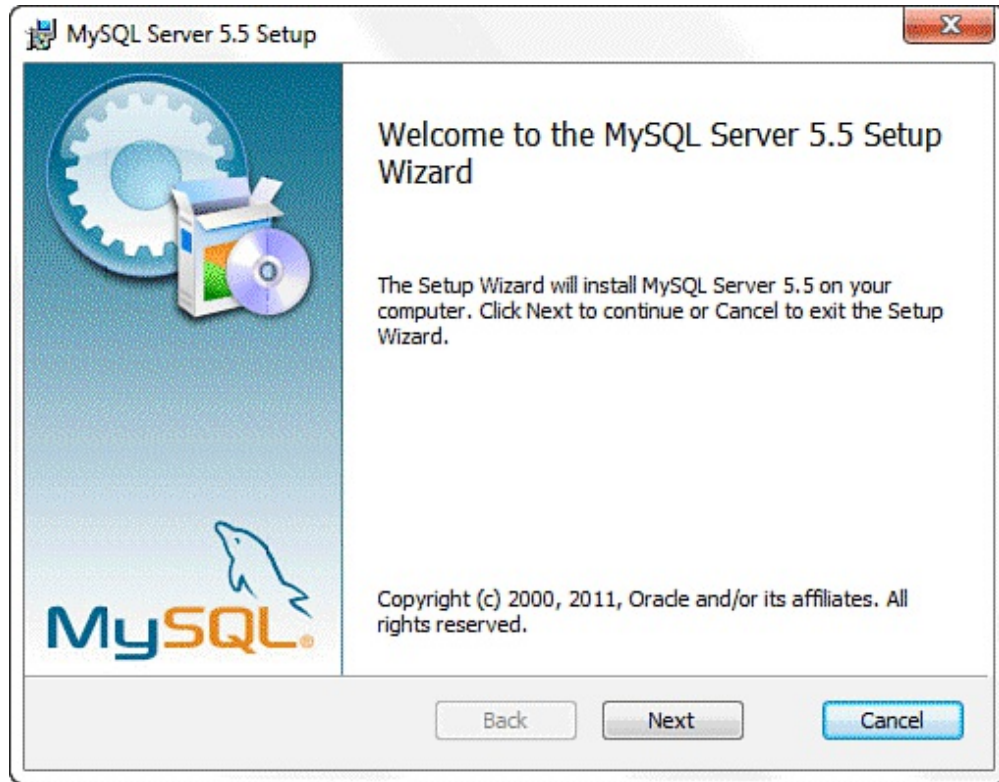 MySQL Server 5.5 Setup
Welcome to the MySQL Server 5.5 Setup
Wizard
The Setup Wizard will install MySQL Server 5.5 on your
computer. Click Next to continue or Cancel to exit the Setup
Wizard.
MySQL®
Copyright (c) 2000, 2011, Oracle and/or its affiliates. All
rights reserved.
Back
Next
Cancel